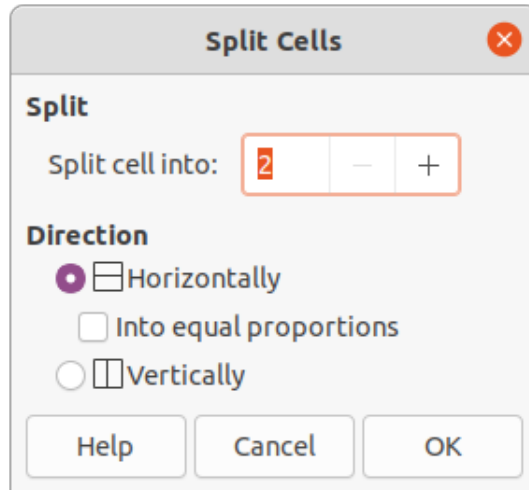 Split Cells
Split
Split cell into: 2
Direction
Horizontally
Into equal proportions
Vertically
Help Cancel OK